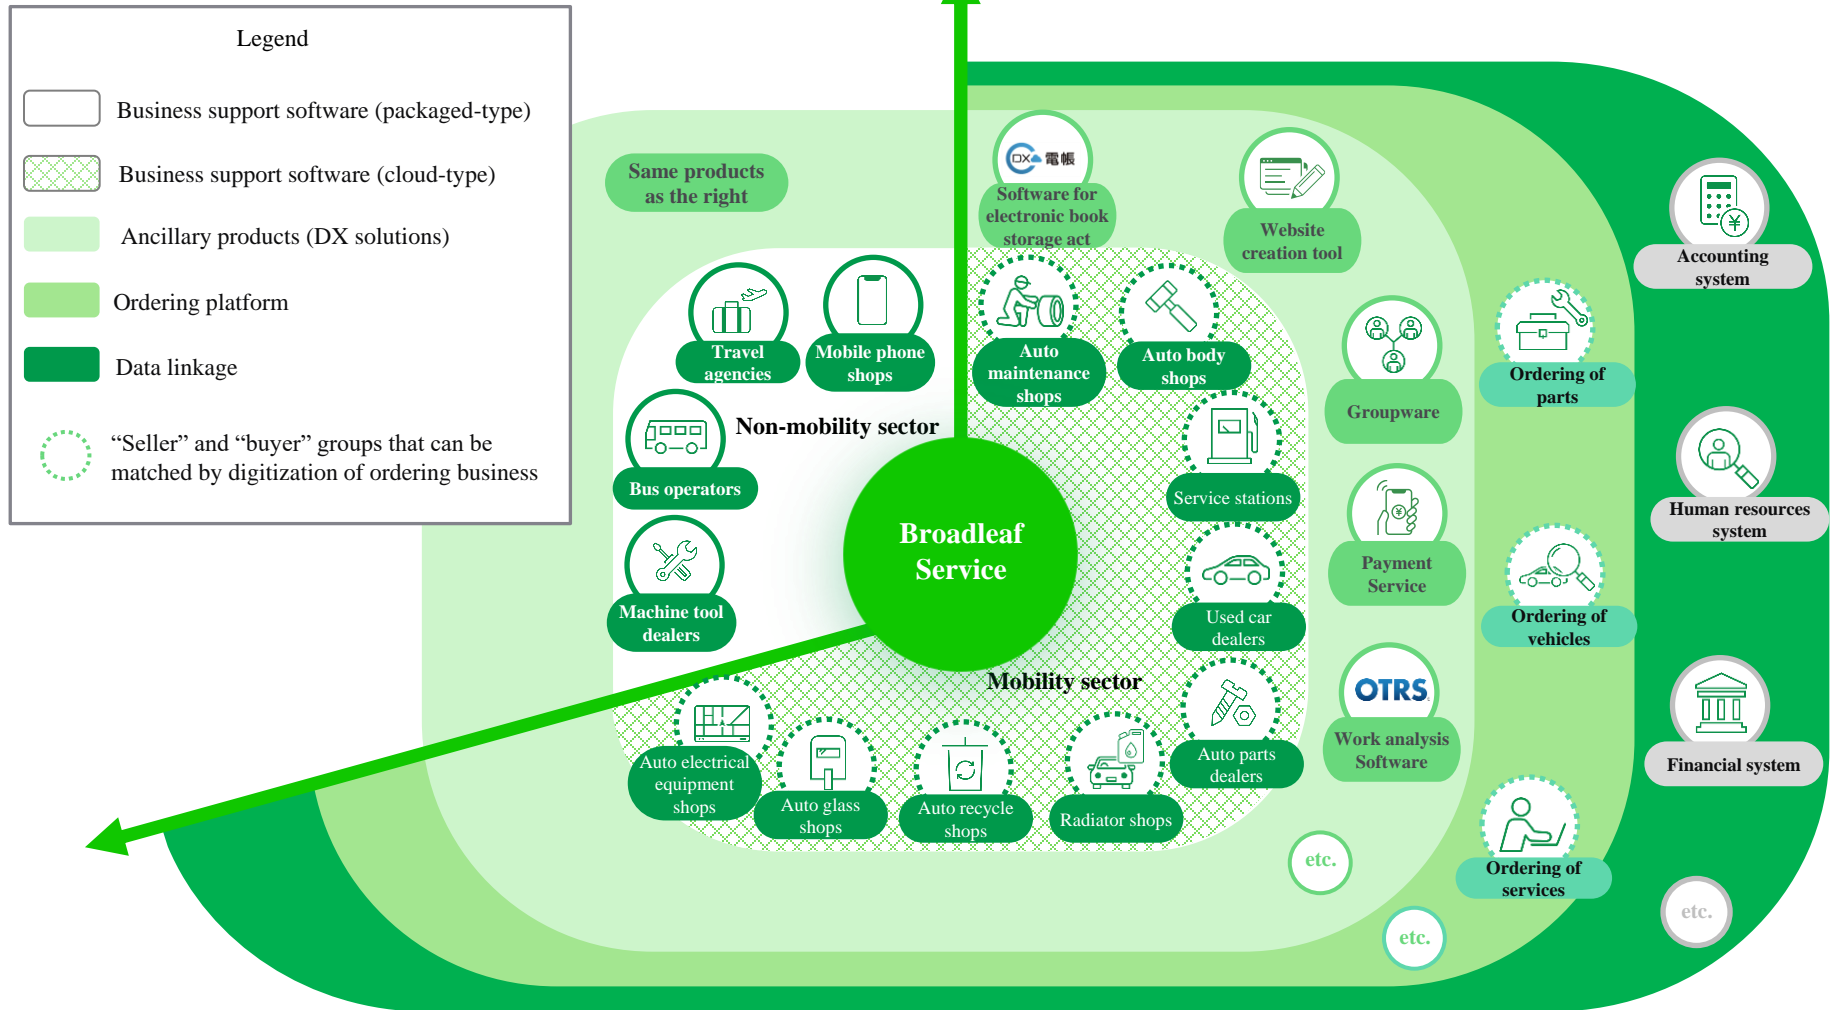 Legend
Business support software (packaged-type)
Business support software (cloud-type)
Ancillary products (DX solutions)
Ordering platform
Data linkage
“Seller” and “buyer” groups that can be
matched by digitization of ordering business
Same products
as the right
DX 電帳
Software for
electronic book
storage act
Website
creation tool
Accounting
system
Travel
agencies
Mobile phone
shops
Auto
maintenance
shops
Auto body
shops
Groupware
Ordering of
parts
Non-mobility sector
Bus operators
Service stations
Human resources
system
Broadleaf
Service
Payment
Service
Machine tool
dealers
Used car
dealers
Ordering of
vehicles
Mobility sector
OTRS
Work analysis
Software
Auto electrical
equipment
shops
Auto glass
shops
Auto recycle
shops
Radiator shops
Auto parts
dealers
Financial system
etc.
Ordering of
services
etc.
etc.